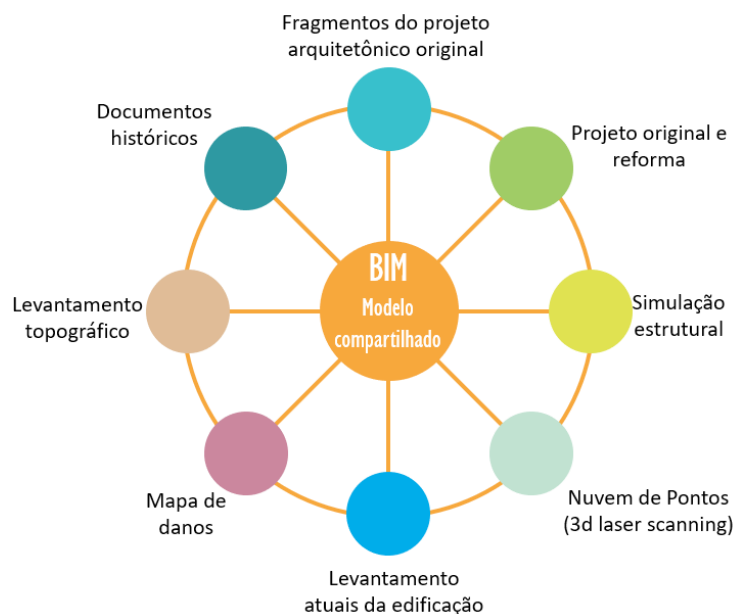 Fragmentos do projeto
arquitetônico original
Documentos
históricos
Projeto original e
reforma
BIM
Modelo
compartilhado
Levantamento
topográfico
Simulação
estrutural
Mapa de
danos
Nuvem de Pontos
(3d laser scanning)
Levantamento
atuais da edificação